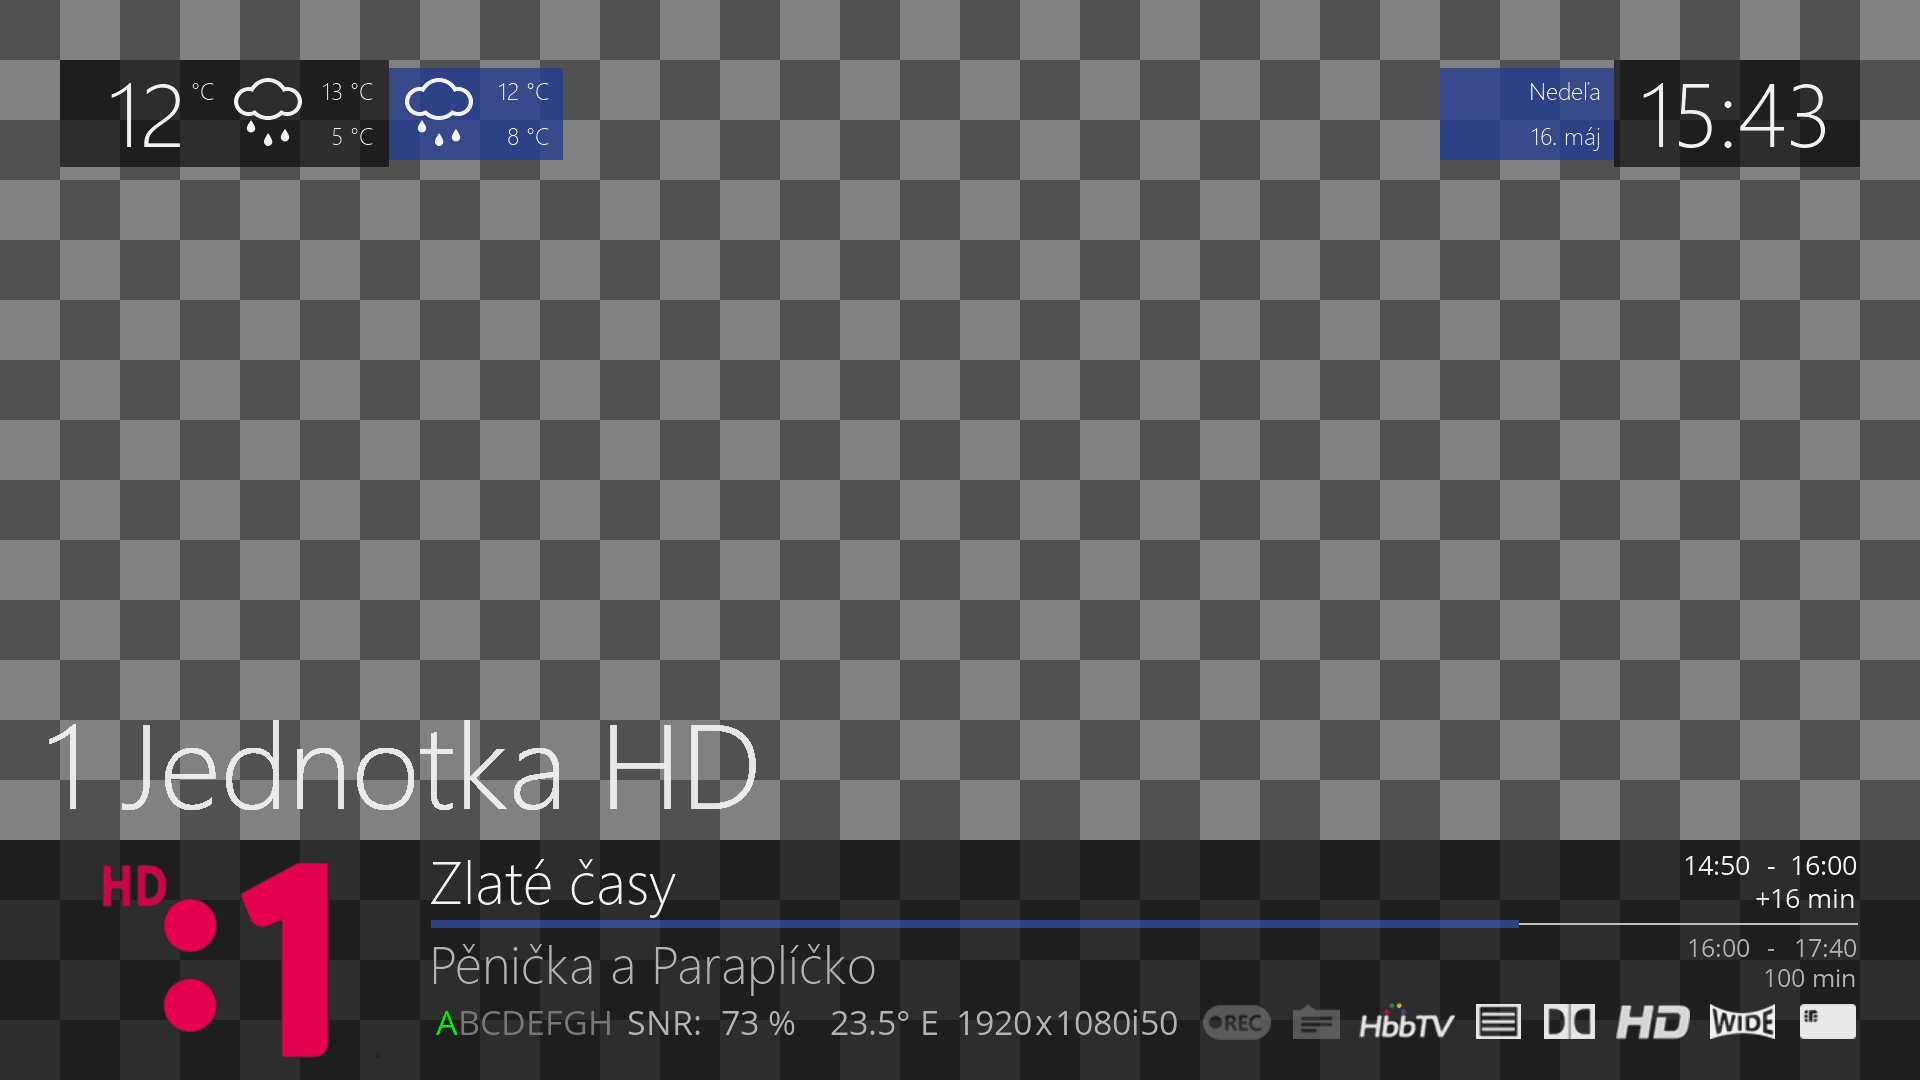 12 °C 13 °C 12 °C
5 °C 8 °C
Nedeľa
16. máj
15:43
1 Jednotka HD
HD :1
Zlaté časy
14:50 - 16:00
+16 min
Pěnička a Paraplíčko
16:00 - 17:40
100 min
ABCDEFGH SNR: 73 % 23.5° E 1920x1080i50 REC HbbTV HD WIDE